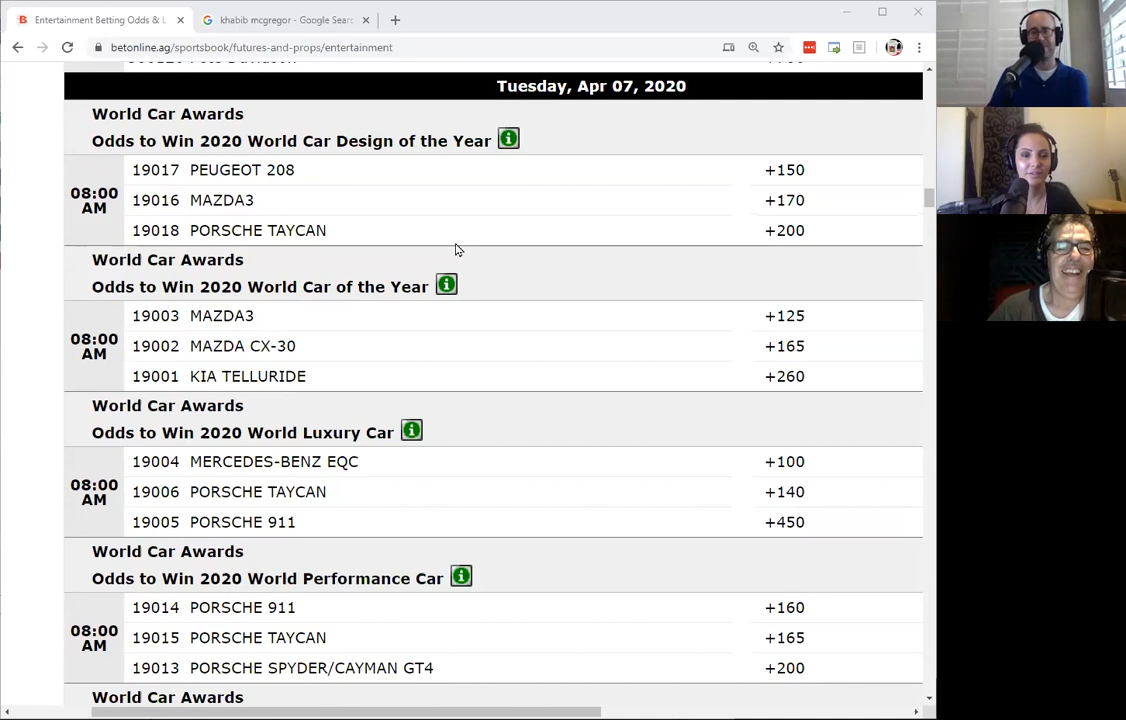 Entertainment Betting Odds & L
khabib mcgregor - Google Searc
betonline.ag/sportsbook/futures-and-props/entertainment
Tuesday, Apr 07, 2020
World Car Awards
Odds to Win 2020 World Car Design of the Year
08:00 AM
19017 PEUGEOT 208 +150
19016 MAZDA3 +170
19018 PORSCHE TAYCAN +200
World Car Awards
Odds to Win 2020 World Car of the Year
08:00 AM
19003 MAZDA3 +125
19002 MAZDA CX-30 +165
19001 KIA TELLURIDE +260
World Car Awards
Odds to Win 2020 World Luxury Car
08:00 AM
19004 MERCEDES-BENZ EQC +100
19006 PORSCHE TAYCAN +140
19005 PORSCHE 911 +450
World Car Awards
Odds to Win 2020 World Performance Car
08:00 AM
19014 PORSCHE 911 +160
19015 PORSCHE TAYCAN +165
19013 PORSCHE SPYDER/CAYMAN GT4 +200
World Car Awards